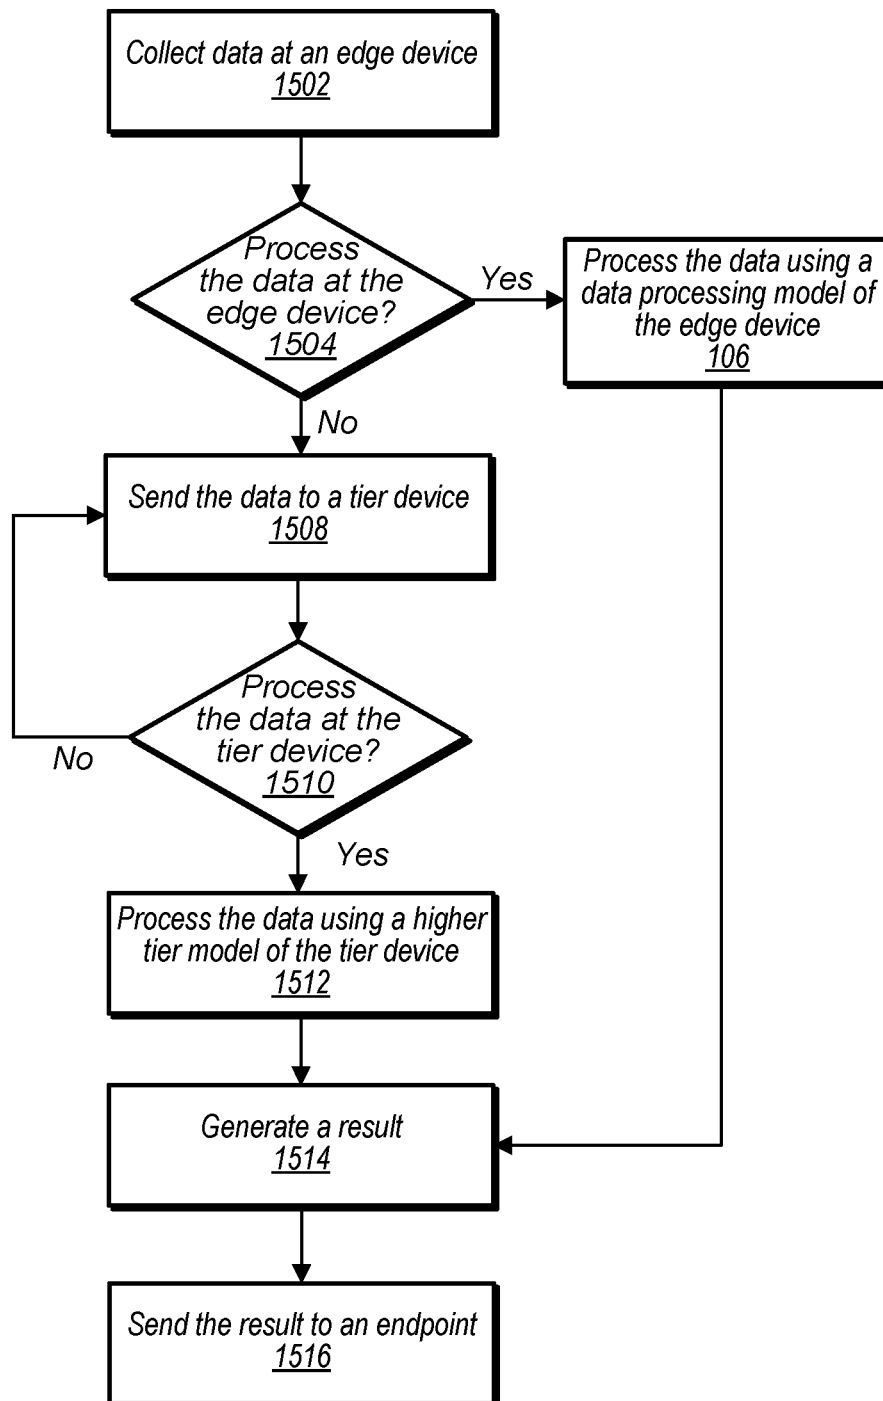 Collect data at an edge device
1502
Process
the data at the
edge device?
1504
Yes
Process the data using a
data processing model of
the edge device
106
No
Send the data to a tier device
1508
Process
the data at the
tier device?
1510
No
Yes
Process the data using a higher
tier model of the tier device
1512
Generate a result
1514
Send the result to an endpoint
1516